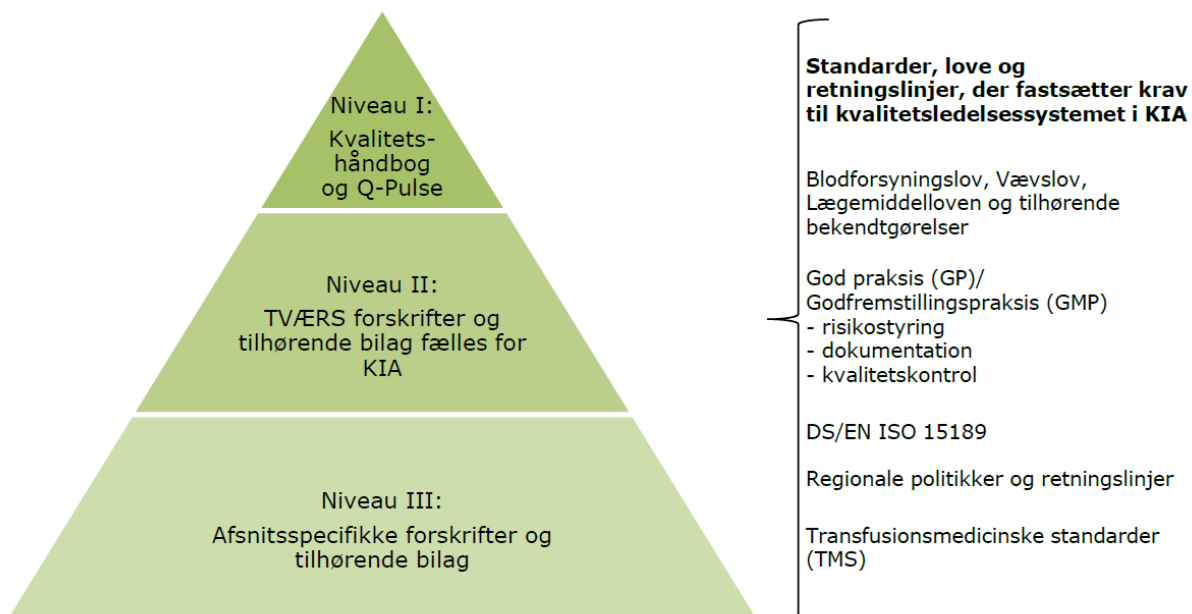 Niveau I:
Kvalitets-
håndbog
og Q-Pulse
Niveau II:
TVÆRS forskrifter og
tilhørende bilag fælles for
KIA
Niveau III:
Afsnitsspecifikke forskrifter og
tilhørende bilag
Standarder, love og
retningslinjer, der fastsætter krav
til kvalitetsledelsessystemet i KIA
Blodforsyningslov, Vævslov,
Lægemiddelloven og tilhørende
bekendtgørelser
God praksis (GP)/
Godfremstillingspraksis (GMP)
- risikostyring
- dokumentation
- kvalitetskontrol
DS/EN ISO 15189
Regionale politikker og retningslinjer
Transfusionsmedicinske standarder
(TMS)